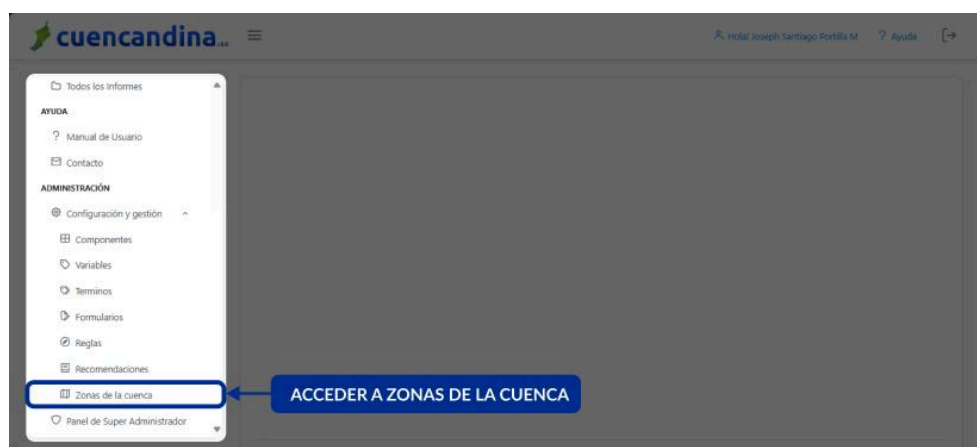 cuencandina
Hola! Joseph Santiago Portilla M
? Ayuda
Todos los Informes
AYUDA
? Manual de Usuario
Contacto
ADMINISTRACIÓN
Configuración y gestión
Componentes
Variables
Terminos
Formularios
Reglas
Recomendaciones
Zonas de la cuenca
ACCEDER A ZONAS DE LA CUENCA
Panel de Super Administrador